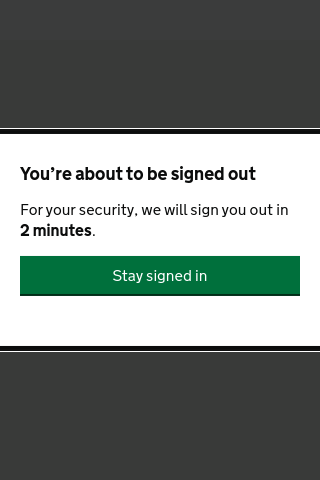 You’re about to be signed out
For your security, we will sign you out in
2 minutes.
Stay signed in